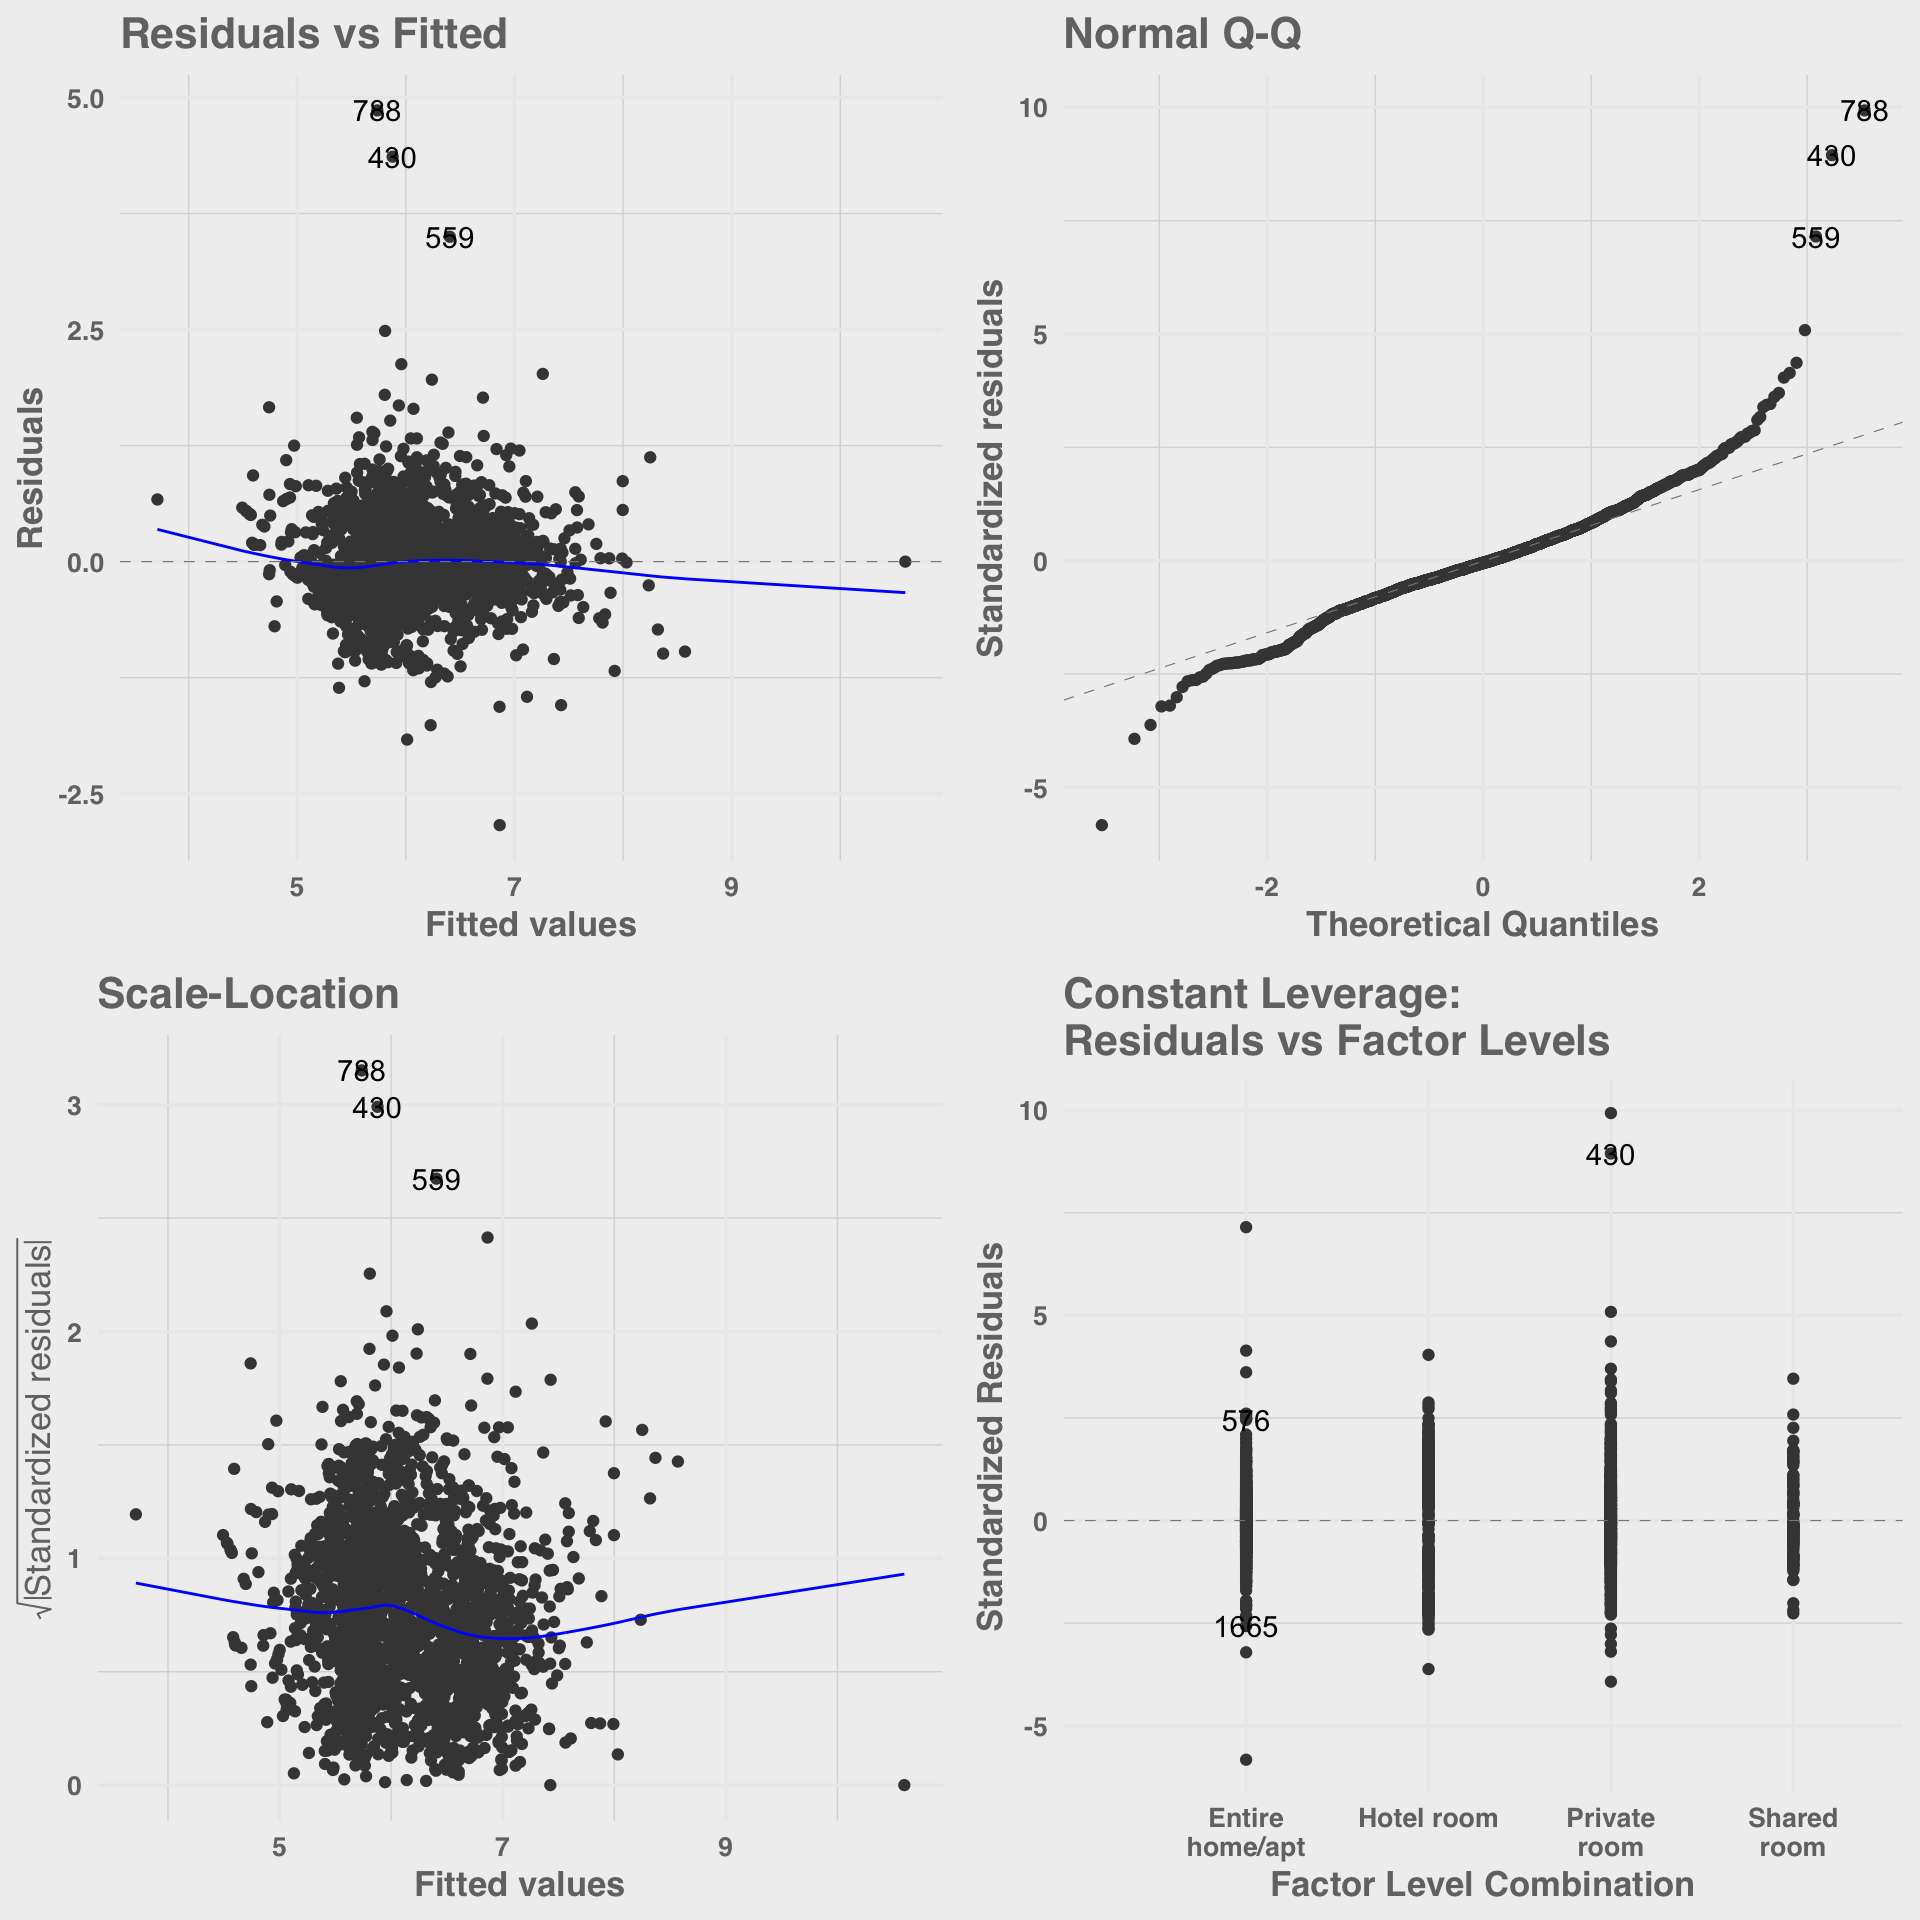 Residuals vs Fitted
5.0
2.5
0.0
-2.5
Residuals
788
430
559
5
7
9
Fitted values
Normal Q-Q
10
5
0
-5
Standardized residuals
788
430
559
-2
0
2
Theoretical Quantiles
Scale-Location
3
2
1
0
√|Standardized residuals|
788
430
559
5
7
9
Fitted values
Constant Leverage:
Residuals vs Factor Levels
10
5
0
-5
Standardized Residuals
430
576
1665
Entire
home/apt
Hotel room
Private
room
Shared
room
Factor Level Combination